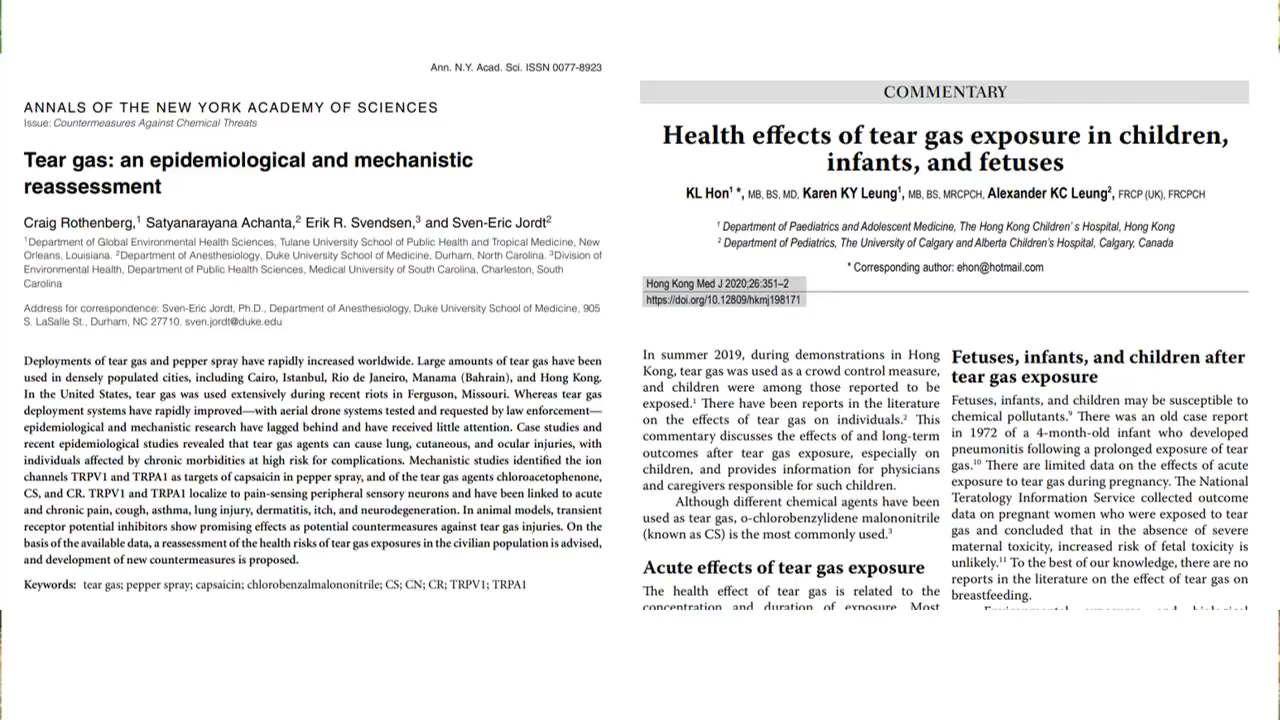 Ann. N.Y. Acad. Sci. ISSN 0077-8923
ANNALS OF THE NEW YORK ACADEMY OF SCIENCES
Issue: Countermeasures Against Chemical Threats
Tear gas: an epidemiological and mechanistic
reassessment
Craig Rothenberg,¹ Satyanarayana Achanta,² Erik R. Svendsen,³ and Sven-Eric Jordt²
¹Department of Global Environmental Health Sciences, Tulane University School of Public Health and Tropical Medicine, New
Orleans, Louisiana. ²Department of Anesthesiology, Duke University School of Medicine, Durham, North Carolina. ³Division of
Environmental Health, Department of Public Health Sciences, Medical University of South Carolina, Charleston, South
Carolina
Address for correspondence: Sven-Eric Jordt, Ph.D., Department of Anesthesiology, Duke University School of Medicine, 905
S. LaSalle St., Durham, NC 27710. sven.jordt@duke.edu
Deployments of tear gas and pepper spray have rapidly increased worldwide. Large amounts of tear gas have been
used in densely populated cities, including Cairo, Istanbul, Rio de Janeiro, Manama (Bahrain), and Hong Kong.
In the United States, tear gas was used extensively during recent riots in Ferguson, Missouri. Whereas tear gas
deployment systems have rapidly improved—with aerial drone systems tested and requested by law enforcement—
epidemiological and mechanistic research have lagged behind and have received little attention. Case studies and
recent epidemiological studies revealed that tear gas agents can cause lung, cutaneous, and ocular injuries, with
individuals affected by chronic morbidities at high risk for complications. Mechanistic studies identified the ion
channels TRPV1 and TRPA1 as targets of capsaicin in pepper spray, and of the tear gas agents chloroacetophenone,
CS, and CR. TRPV1 and TRPA1 localize to pain-sensing peripheral sensory neurons and have been linked to acute
and chronic pain, cough, asthma, lung injury, dermatitis, itch, and neurodegeneration. In animal models, transient
receptor potential inhibitors show promising effects as potential countermeasures against tear gas injuries. On the
basis of the available data, a reassessment of the health risks of tear gas exposures in the civilian population is advised,
and development of new countermeasures is proposed.
Keywords: tear gas; pepper spray; capsaicin; chlorobenzalmalononitrile; CS; CN; CR; TRPV1; TRPA1
COMMENTARY
Health effects of tear gas exposure in children,
infants, and fetuses
KL Hon¹ *, MB, BS, MD, Karen KY Leung¹, MB, BS, MRCPCH, Alexander KC Leung², FRCP (UK), FRCPCH
¹ Department of Paediatrics and Adolescent Medicine, The Hong Kong Children' s Hospital, Hong Kong
² Department of Pediatrics, The University of Calgary and Alberta Children's Hospital, Calgary, Canada
* Corresponding author: ehon@hotmail.com
Hong Kong Med J 2020;26:351–2
https://doi.org/10.12809/hkmj198171
In summer 2019, during demonstrations in Hong
Kong, tear gas was used as a crowd control measure,
and children were among those reported to be
exposed.¹ There have been reports in the literature
on the effects of tear gas on individuals.² This
commentary discusses the effects of and long-term
outcomes after tear gas exposure, especially on
children, and provides information for physicians
and caregivers responsible for such children.
Although different chemical agents have been
used as tear gas, o-chlorobenzylidene malononitrile
(known as CS) is the most commonly used.³
Acute effects of tear gas exposure
The health effect of tear gas is related to the
concentration and duration of exposure. Most
Fetuses, infants, and children after
tear gas exposure
Fetuses, infants, and children may be susceptible to
chemical pollutants.⁹ There was an old case report
in 1972 of a 4-month-old infant who developed
pneumonitis following a prolonged exposure of tear
gas.¹⁰ There are limited data on the effects of acute
exposure to tear gas during pregnancy. The National
Teratology Information Service collected outcome
data on pregnant women who were exposed to tear
gas and concluded that in the absence of severe
maternal toxicity, increased risk of fetal toxicity is
unlikely.¹¹ To the best of our knowledge, there are no
reports in the literature on the effect of tear gas on
breastfeeding.